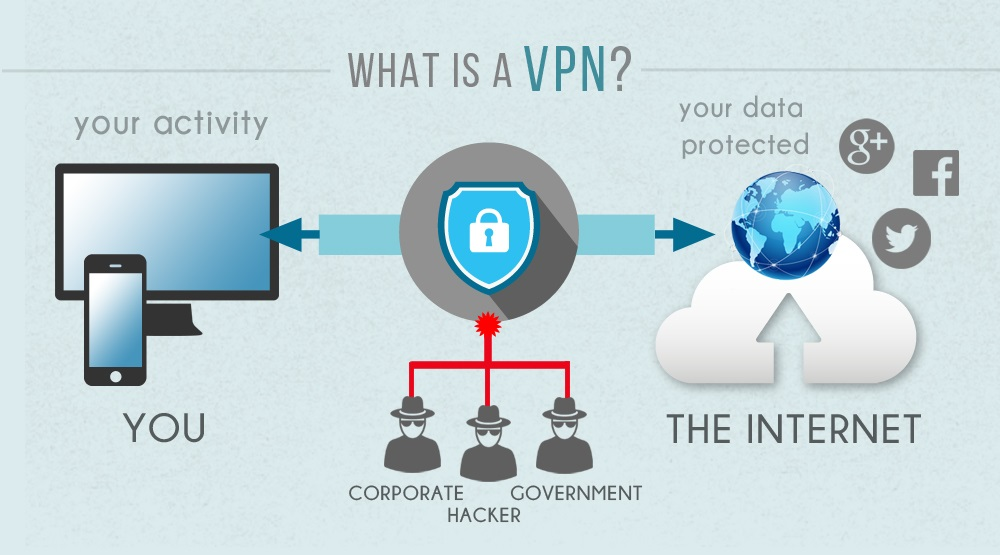 WHAT IS A VPN?
your activity
your data
protected
g+
f
YOU
THE INTERNET
CORPORATE GOVERNMENT
HACKER